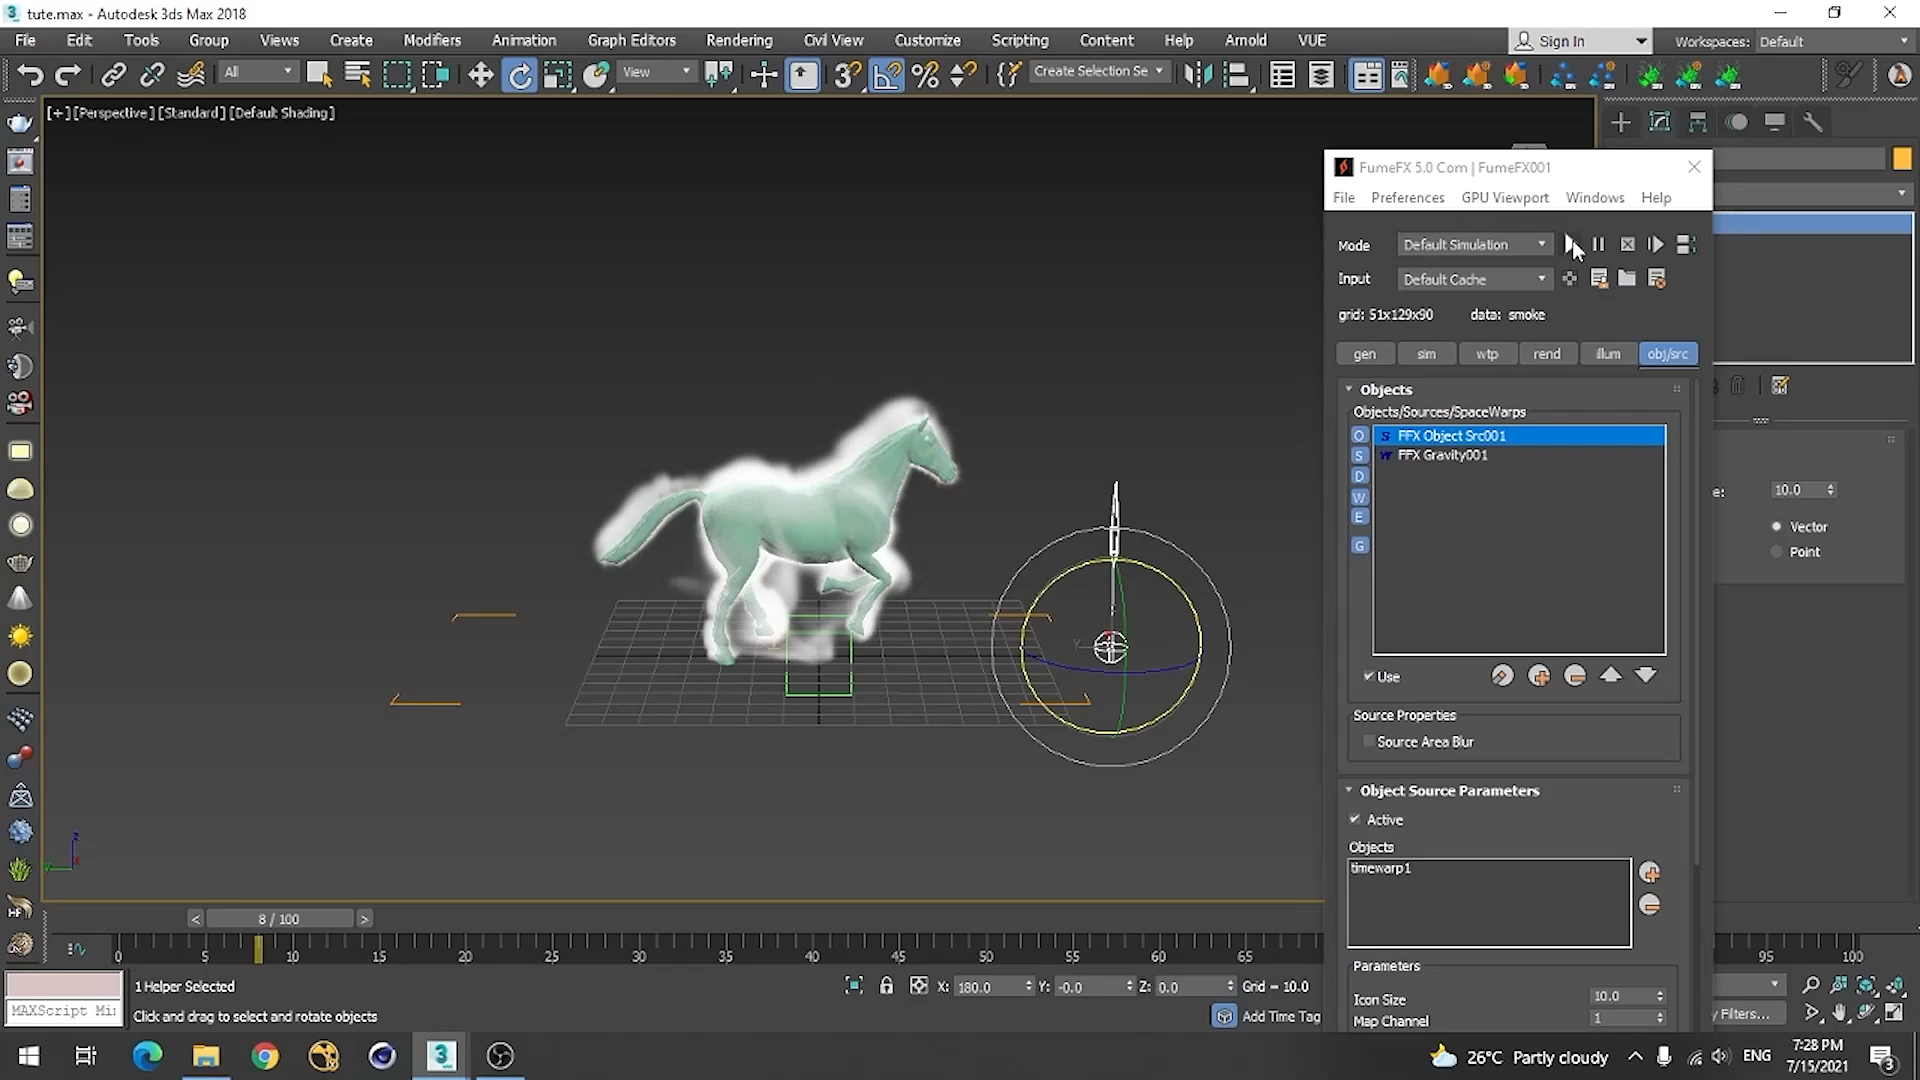 tute.max - Autodesk 3ds Max 2018
File Edit Tools Group Views Create Modifiers Animation Graph Editors Rendering Civil View Customize Scripting Content Help Arnold VUE Sign In Workspaces: Default
All View Create Selection Se
[+] [Perspective] [Standard] [Default Shading]
FumeFX 5.0 Com | FumeFX001
File Preferences GPU Viewport Windows Help
Mode Default Simulation
Input Default Cache
grid: 51x129x90 data: smoke
gen sim wtp rend illum obj/src
Objects
Objects/Sources/SpaceWarps
O S FFX Object Src001
S W FFX Gravity001
D
W
E
G
10.0
Vector
Point
Use
Source Properties
Source Area Blur
Object Source Parameters
Active
Objects
timewarp1
Parameters
Icon Size 10.0
Map Channel 1
z
y x
< 8 / 100 >
0 5 10 15 20 25 30 35 40 45 50 55 60 65 95 100
1 Helper Selected X: 180.0 Y: -0.0 Z: 0.0 Grid = 10.0
MAXScript Mi Click and drag to select and rotate objects Add Time Tag y Filters...
26°C Partly cloudy ENG 7:28 PM
7/15/2021 3